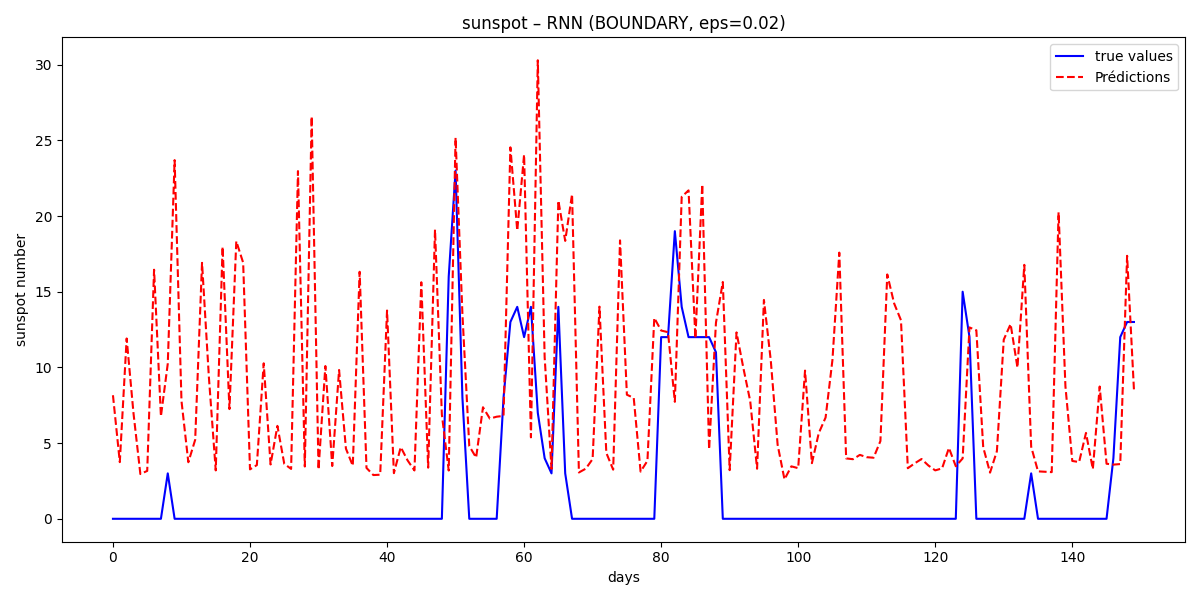 sunspot – RNN (BOUNDARY, eps=0.02)
true values
Prédictions
sunspot number
30
25
20
15
10
5
0
0 20 40 60 80 100 120 140
days